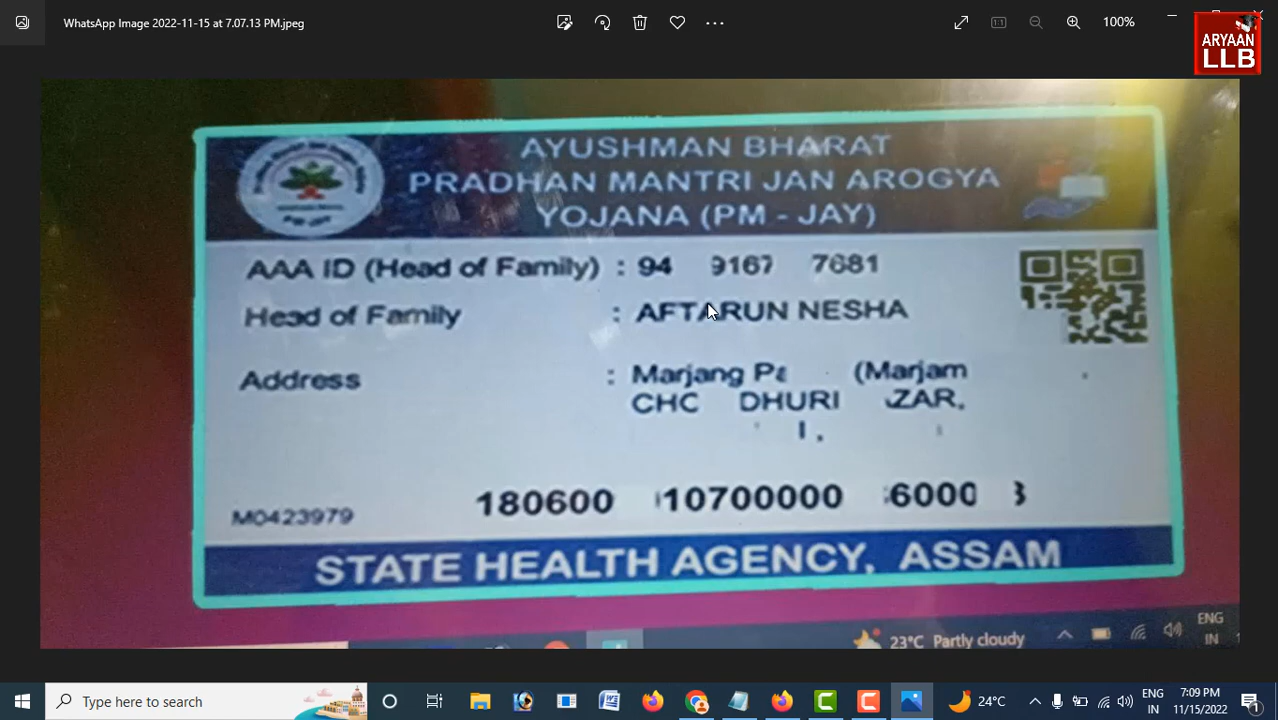 WhatsApp Image 2022-11-15 at 7.07.13 PM.jpeg
100%
ARYAAN
LLB
AYUSHMAN BHARAT
PRADHAN MANTRI JAN AROGYA
YOJANA (PM - JAY)
PM-JAY
AAA ID (Head of Family) : 94 9167 7681
Head of Family : AFTARUN NESHA
Address : Marjang (Marjam
DHURI ZAR,
M0423979 180600 10700000 6000
STATE HEALTH AGENCY, ASSAM
23°C Partly cloudy
ENG
IN
Type here to search
24°C
ENG
IN
7:09 PM
11/15/2022